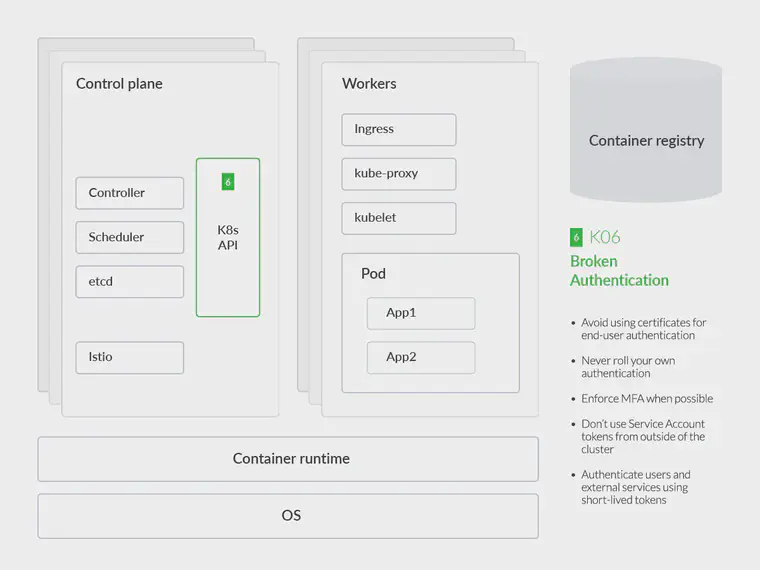 Control plane
Controller
Scheduler
etcd
Istio
6
K8s
API
Workers
Ingress
kube-proxy
kubelet
Pod
App1
App2
Container runtime
OS
Container registry
6 K06
Broken
Authentication
• Avoid using certificates for
end-user authentication
• Never roll your own
authentication
• Enforce MFA when possible
• Don't use Service Account
tokens from outside of the
cluster
• Authenticate users and
external services using
short-lived tokens